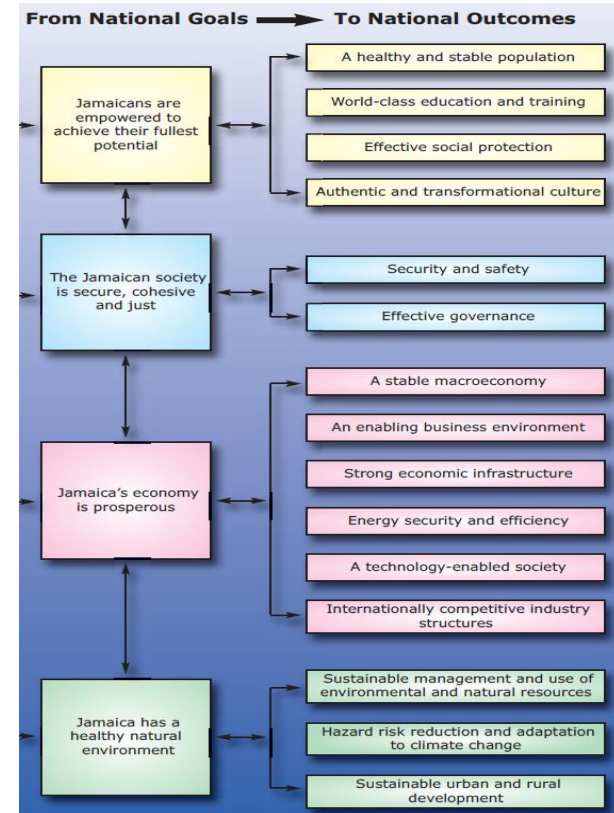 From National Goals To National Outcomes
Jamaicans are
empowered to
achieve their fullest
potential
A healthy and stable population
World-class education and training
Effective social protection
Authentic and transformational culture
The Jamaican society
is secure, cohesive
and just
Security and safety
Effective governance
Jamaica's economy
is prosperous
A stable macroeconomy
An enabling business environment
Strong economic infrastructure
Energy security and efficiency
A technology-enabled society
Internationally competitive industry
structures
Jamaica has a
healthy natural
environment
Sustainable management and use of
environmental and natural resources
Hazard risk reduction and adaptation
to climate change
Sustainable urban and rural
development